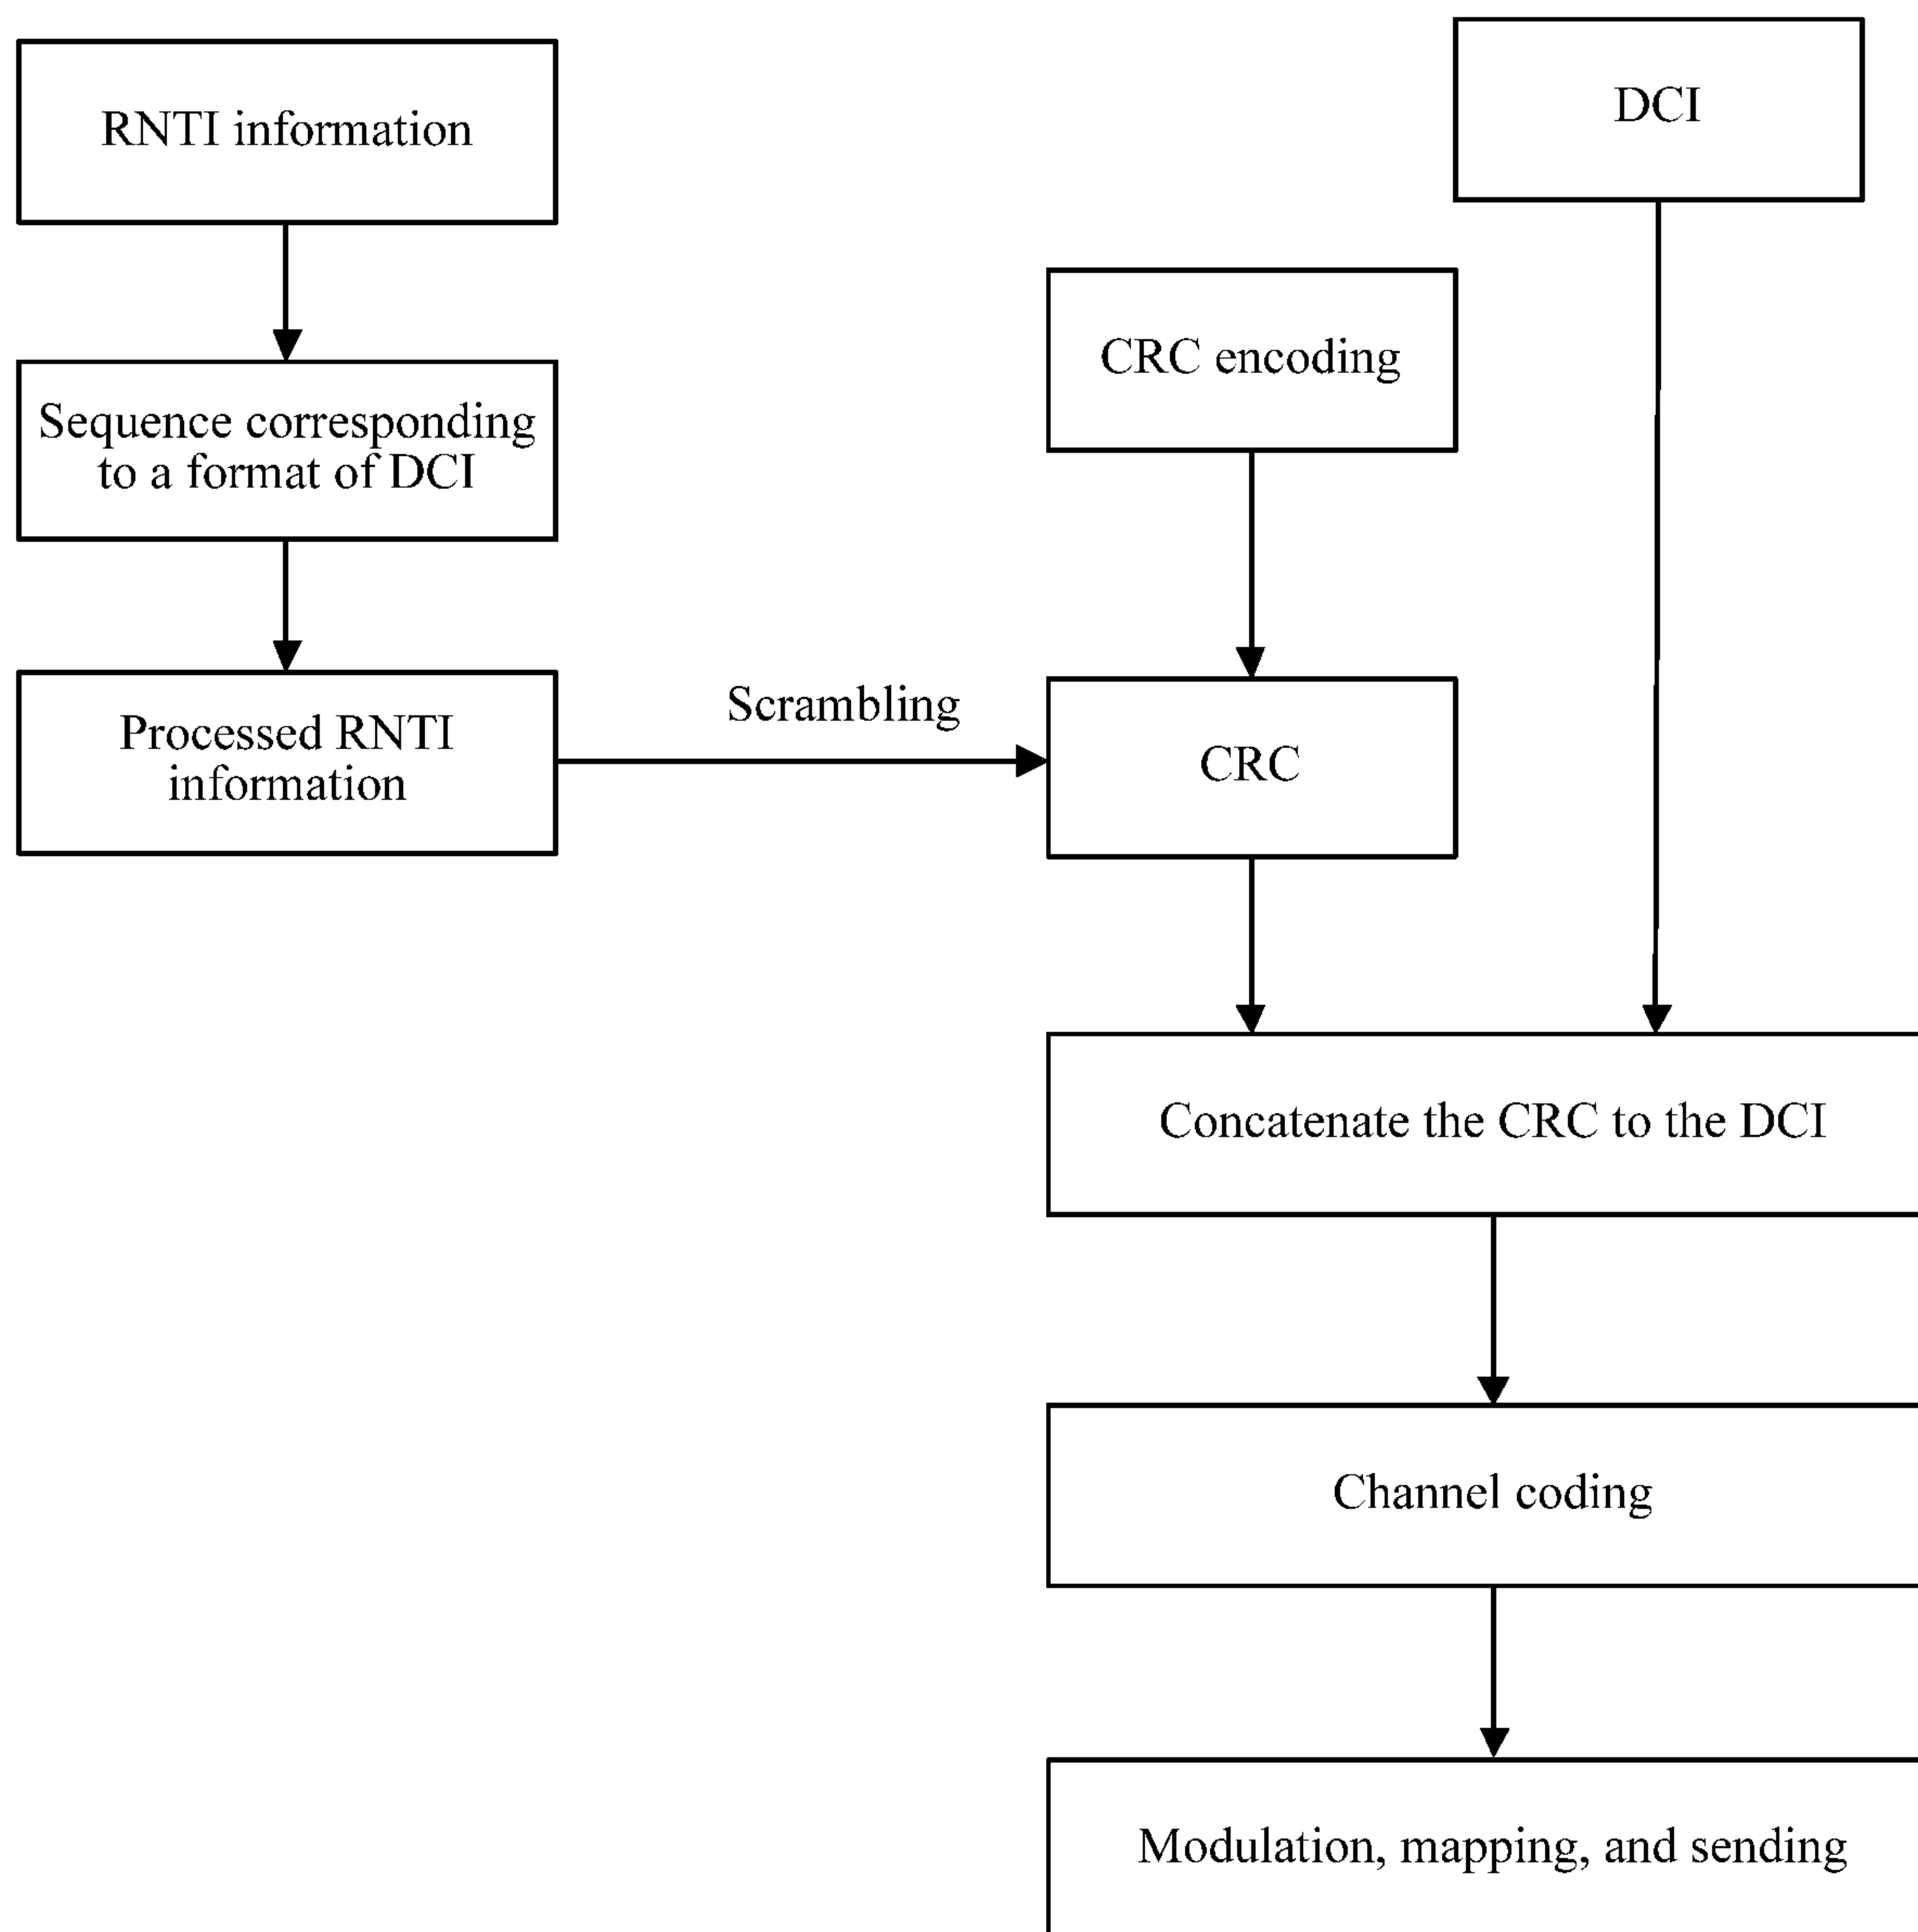 RNTI information
DCI
CRC encoding
Sequence corresponding
to a format of DCI
Processed RNTI
information
Scrambling
CRC
Concatenate the CRC to the DCI
Channel coding
Modulation, mapping, and sending